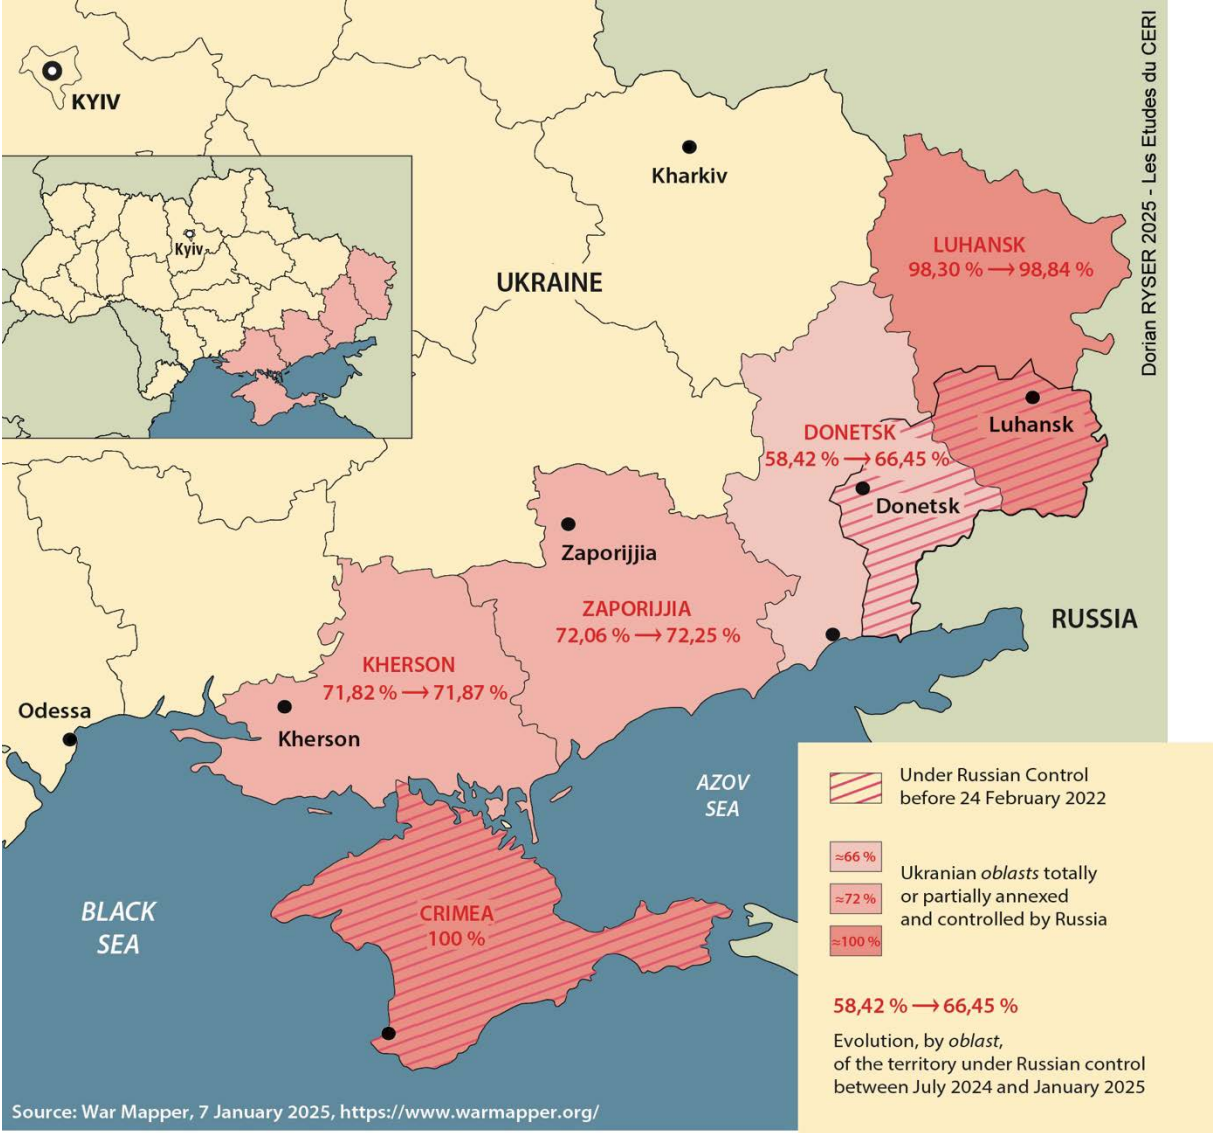 KYIV
Kharkiv
Kyiv
UKRAINE
LUHANSK
98,30 % → 98,84 %
Luhansk
DONETSK
58,42 % → 66,45 %
Donetsk
Zaporijjia
ZAPORIJJIA
72,06 % → 72,25 %
RUSSIA
KHERSON
71,82 % → 71,87 %
Kherson
Odessa
AZOV
SEA
BLACK
SEA
CRIMEA
100 %
Under Russian Control
before 24 February 2022
≈66 %
≈72 %
≈100 %
Ukranian oblasts totally
or partially annexed
and controlled by Russia
58,42 % → 66,45 %
Evolution, by oblast,
of the territory under Russian control
between July 2024 and January 2025
Source: War Mapper, 7 January 2025, https://www.warmapper.org/
Dorian RYSER 2025 - Les Etudes du CERI